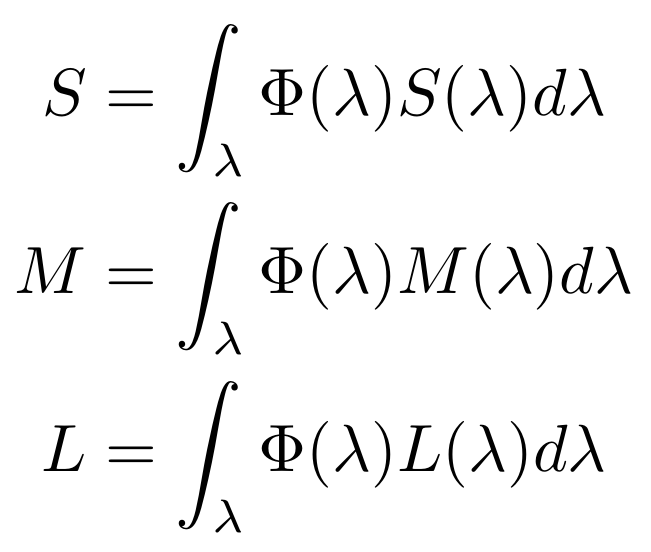 S = ∫_λ Φ(λ)S(λ)dλ
M = ∫_λ Φ(λ)M(λ)dλ
L = ∫_λ Φ(λ)L(λ)dλ